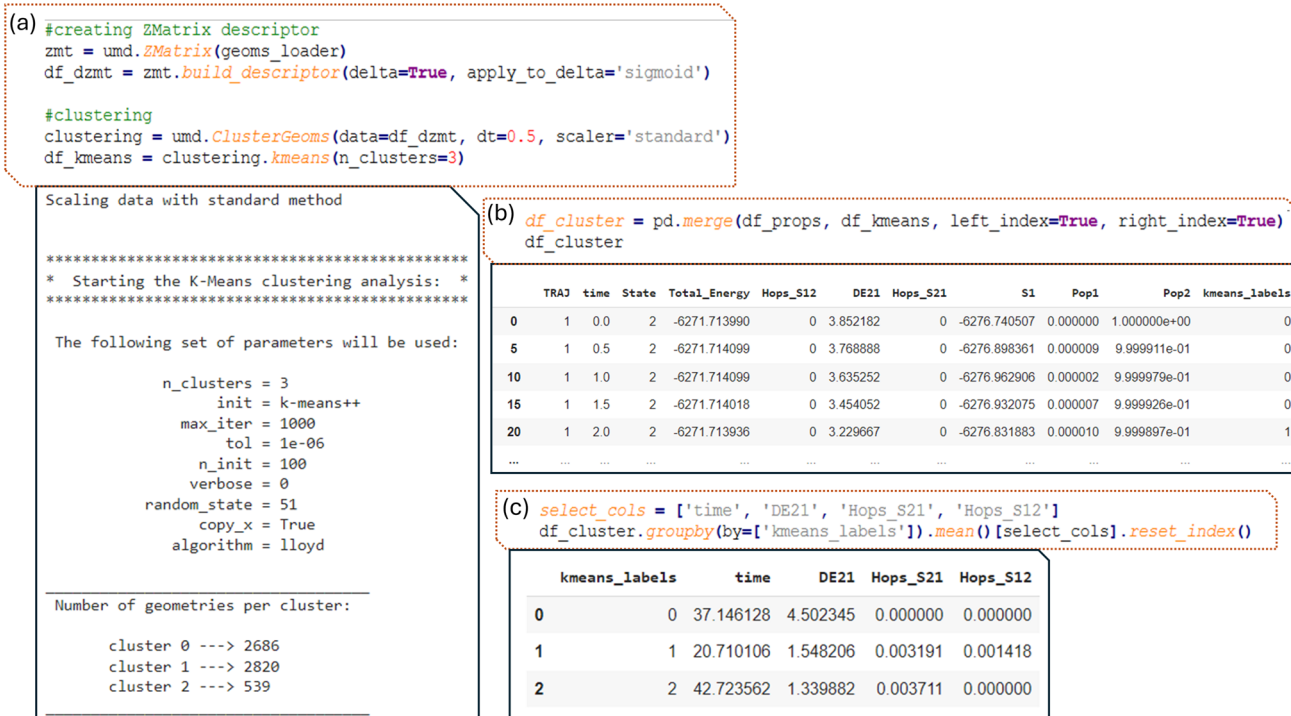 (a)
#creating ZMatrix descriptor
zmt = umd.ZMatrix(geoms_loader)
df_dzmt = zmt.build_descriptor(delta=True, apply_to_delta='sigmoid')
#clustering
clustering = umd.ClusterGeoms(data=df_dzmt, dt=0.5, scaler='standard')
df_kmeans = clustering.kmeans(n_clusters=3)
Scaling data with standard method
***********************************************
* Starting the K-Means clustering analysis: *
***********************************************
The following set of parameters will be used:
n_clusters = 3
init = k-means++
max_iter = 1000
tol = 1e-06
n_init = 100
verbose = 0
random_state = 51
copy_x = True
algorithm = lloyd
Number of geometries per cluster:
cluster 0 ---> 2686
cluster 1 ---> 2820
cluster 2 ---> 539
(b)
df_cluster = pd.merge(df_props, df_kmeans, left_index=True, right_index=True)
df_cluster
TRAJ time State Total_Energy Hops_S12 DE21 Hops_S21 S1 Pop1 Pop2 kmeans_labels
0 1 0.0 2 -6271.713990 0 3.852182 0 -6276.740507 0.000000 1.000000e+00 0
5 1 0.5 2 -6271.714099 0 3.768888 0 -6276.898361 0.000009 9.999911e-01 0
10 1 1.0 2 -6271.714099 0 3.635252 0 -6276.962906 0.000002 9.999979e-01 0
15 1 1.5 2 -6271.714018 0 3.454052 0 -6276.932075 0.000007 9.999926e-01 0
20 1 2.0 2 -6271.713936 0 3.229667 0 -6276.831883 0.000010 9.999897e-01 1
... ... ... ... ... ... ... ... ... ... ... ...
(c)
select_cols = ['time', 'DE21', 'Hops_S21', 'Hops_S12']
df_cluster.groupby(by=['kmeans_labels']).mean()[select_cols].reset_index()
kmeans_labels time DE21 Hops_S21 Hops_S12
0 0 37.146128 4.502345 0.000000 0.000000
1 1 20.710106 1.548206 0.003191 0.001418
2 2 42.723562 1.339882 0.003711 0.000000